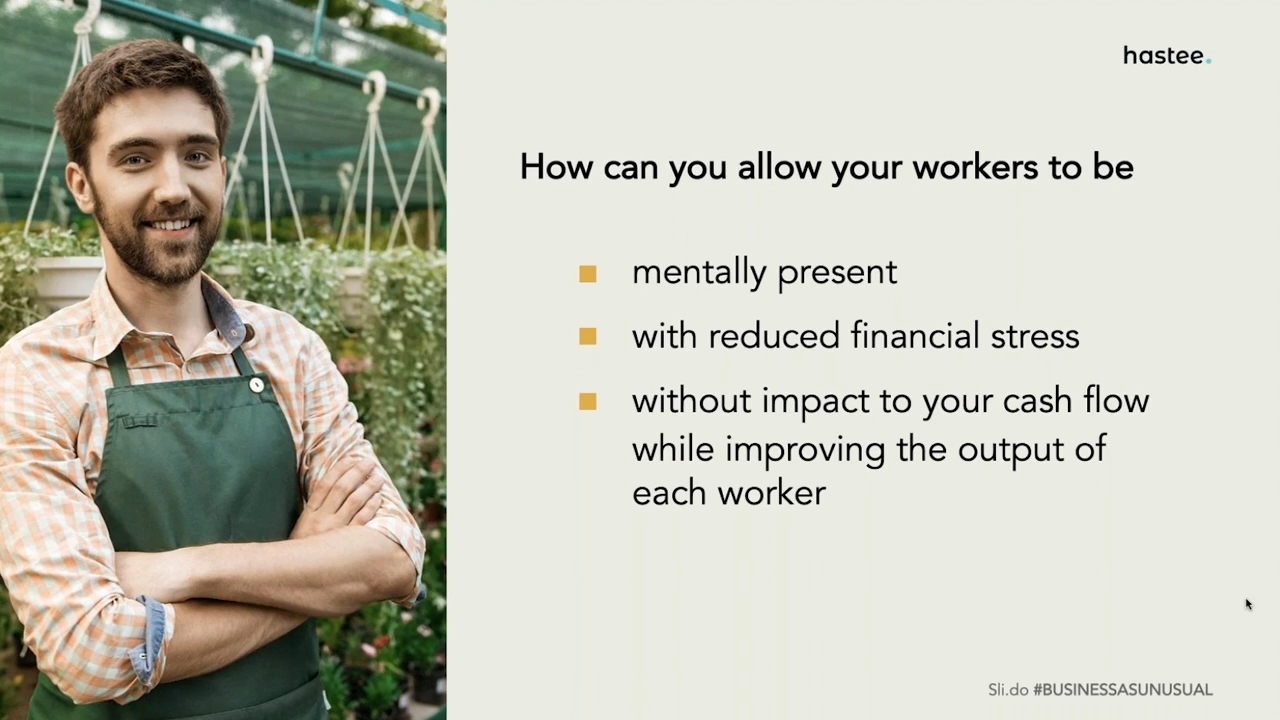 hastee.
How can you allow your workers to be
mentally present
with reduced financial stress
without impact to your cash flow
while improving the output of
each worker
Sli.do #BUSINESSASUNUSUAL